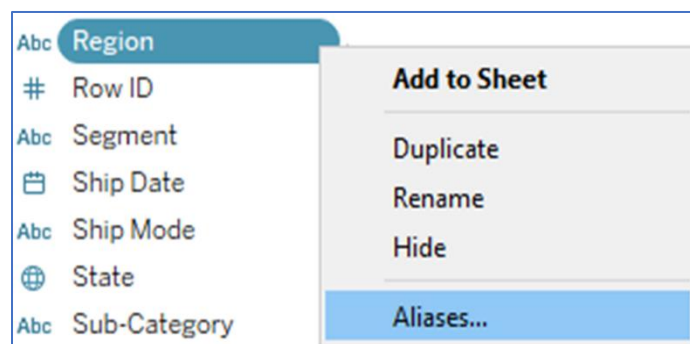 Abc Region
# Row ID
Abc Segment
Ship Date
Abc Ship Mode
State
Abc Sub-Category
Add to Sheet
Duplicate
Rename
Hide
Aliases...